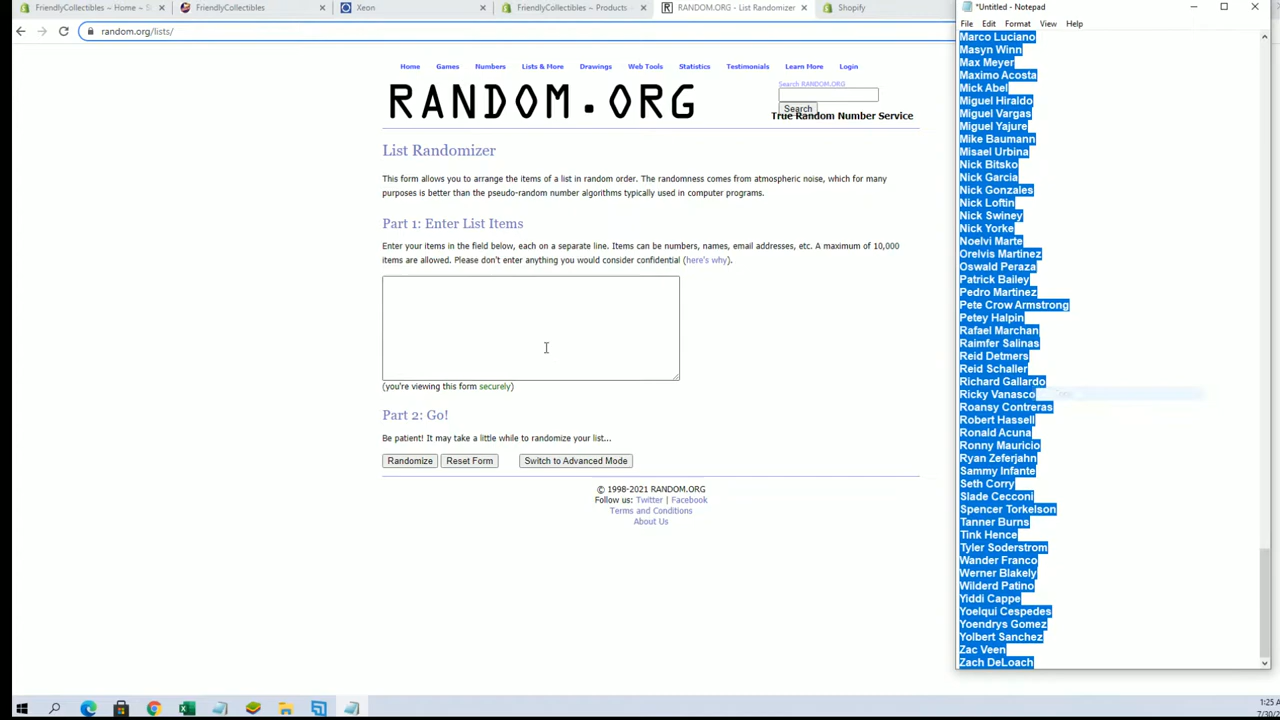 FriendlyCollectibles ~ Home ~ S
FriendlyCollectibles
Xeon
FriendlyCollectibles ~ Products
RANDOM.ORG - List Randomizer
Shopify
random.org/lists/
Home
Games
Numbers
Lists & More
Drawings
Web Tools
Statistics
Testimonials
Learn More
Login
RANDOM.ORG
Search RANDOM.ORG
Search
True Random Number Service
List Randomizer
This form allows you to arrange the items of a list in random order. The randomness comes from atmospheric noise, which for many
purposes is better than the pseudo-random number algorithms typically used in computer programs.
Part 1: Enter List Items
Enter your items in the field below, each on a separate line. Items can be numbers, names, email addresses, etc. A maximum of 10,000
items are allowed. Please don't enter anything you would consider confidential (here's why).
(you're viewing this form securely)
Part 2: Go!
Be patient! It may take a little while to randomize your list...
Randomize
Reset Form
Switch to Advanced Mode
© 1998-2021 RANDOM.ORG
Follow us: Twitter | Facebook
Terms and Conditions
About Us
*Untitled - Notepad
File Edit Format View Help
Marco Luciano
Masyn Winn
Max Meyer
Maximo Acosta
Mick Abel
Miguel Hiraldo
Miguel Vargas
Miguel Yajure
Mike Baumann
Misael Urbina
Nick Bitsko
Nick Garcia
Nick Gonzales
Nick Loftin
Nick Swiney
Nick Yorke
Noelvi Marte
Orelvis Martinez
Oswald Peraza
Patrick Bailey
Pedro Martinez
Pete Crow Armstrong
Petey Halpin
Rafael Marchan
Raimfer Salinas
Reid Detmers
Reid Schaller
Richard Gallardo
Ricky Vanasco
Roansy Contreras
Robert Hassell
Ronald Acuna
Ronny Mauricio
Ryan Zeferjahn
Sammy Infante
Seth Corry
Slade Cecconi
Spencer Torkelson
Tanner Burns
Tink Hence
Tyler Soderstrom
Wander Franco
Werner Blakely
Wilderd Patino
Yiddi Cappe
Yoelqui Cespedes
Yoendrys Gomez
Yolbert Sanchez
Zac Veen
Zach DeLoach
1:25 A
7/30/2